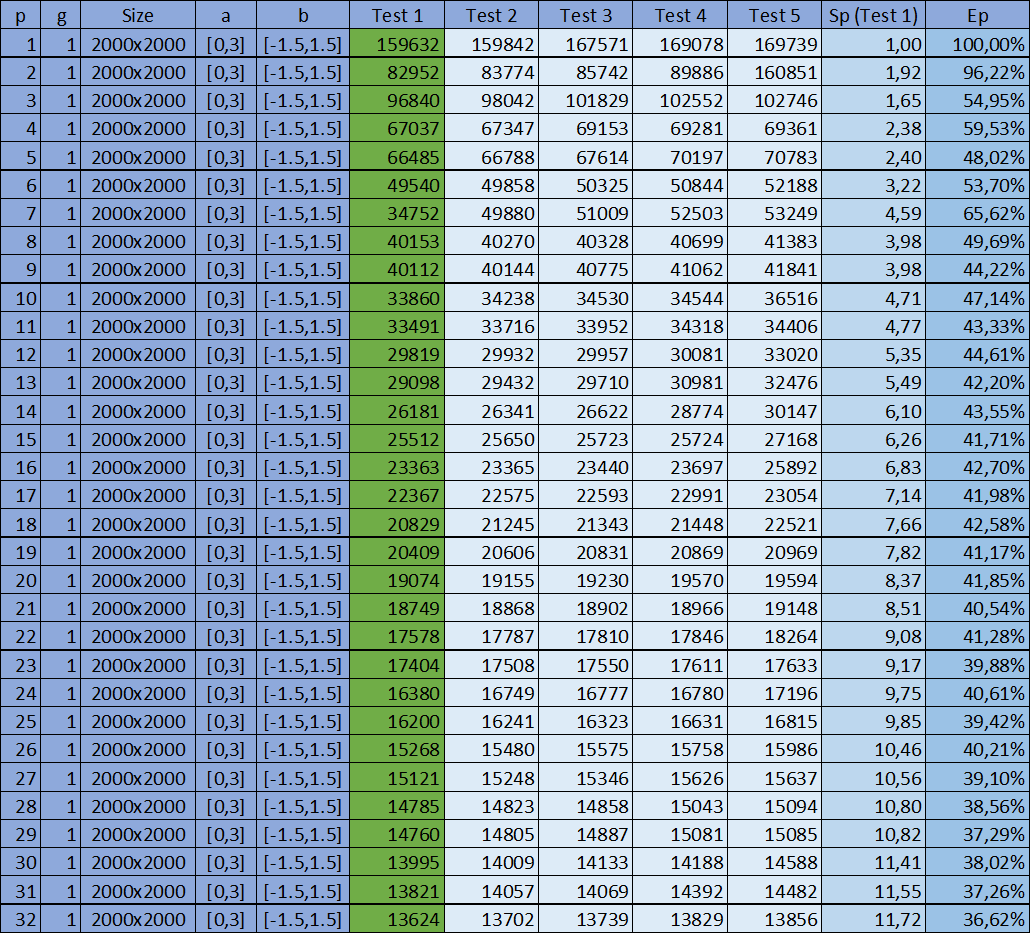 p g Size a b Test 1 Test 2 Test 3 Test 4 Test 5 Sp (Test 1) Ep
1 1 2000x2000 [0,3] [-1.5,1.5] 159632 159842 167571 169078 169739 1,00 100,00%
2 1 2000x2000 [0,3] [-1.5,1.5] 82952 83774 85742 89886 160851 1,92 96,22%
3 1 2000x2000 [0,3] [-1.5,1.5] 96840 98042 101829 102552 102746 1,65 54,95%
4 1 2000x2000 [0,3] [-1.5,1.5] 67037 67347 69153 69281 69361 2,38 59,53%
5 1 2000x2000 [0,3] [-1.5,1.5] 66485 66788 67614 70197 70783 2,40 48,02%
6 1 2000x2000 [0,3] [-1.5,1.5] 49540 49858 50325 50844 52188 3,22 53,70%
7 1 2000x2000 [0,3] [-1.5,1.5] 34752 49880 51009 52503 53249 4,59 65,62%
8 1 2000x2000 [0,3] [-1.5,1.5] 40153 40270 40328 40699 41383 3,98 49,69%
9 1 2000x2000 [0,3] [-1.5,1.5] 40112 40144 40775 41062 41841 3,98 44,22%
10 1 2000x2000 [0,3] [-1.5,1.5] 33860 34238 34530 34544 36516 4,71 47,14%
11 1 2000x2000 [0,3] [-1.5,1.5] 33491 33716 33952 34318 34406 4,77 43,33%
12 1 2000x2000 [0,3] [-1.5,1.5] 29819 29932 29957 30081 33020 5,35 44,61%
13 1 2000x2000 [0,3] [-1.5,1.5] 29098 29432 29710 30981 32476 5,49 42,20%
14 1 2000x2000 [0,3] [-1.5,1.5] 26181 26341 26622 28774 30147 6,10 43,55%
15 1 2000x2000 [0,3] [-1.5,1.5] 25512 25650 25723 25724 27168 6,26 41,71%
16 1 2000x2000 [0,3] [-1.5,1.5] 23363 23365 23440 23697 25892 6,83 42,70%
17 1 2000x2000 [0,3] [-1.5,1.5] 22367 22575 22593 22991 23054 7,14 41,98%
18 1 2000x2000 [0,3] [-1.5,1.5] 20829 21245 21343 21448 22521 7,66 42,58%
19 1 2000x2000 [0,3] [-1.5,1.5] 20409 20606 20831 20869 20969 7,82 41,17%
20 1 2000x2000 [0,3] [-1.5,1.5] 19074 19155 19230 19570 19594 8,37 41,85%
21 1 2000x2000 [0,3] [-1.5,1.5] 18749 18868 18902 18966 19148 8,51 40,54%
22 1 2000x2000 [0,3] [-1.5,1.5] 17578 17787 17810 17846 18264 9,08 41,28%
23 1 2000x2000 [0,3] [-1.5,1.5] 17404 17508 17550 17611 17633 9,17 39,88%
24 1 2000x2000 [0,3] [-1.5,1.5] 16380 16749 16777 16780 17196 9,75 40,61%
25 1 2000x2000 [0,3] [-1.5,1.5] 16200 16241 16323 16631 16815 9,85 39,42%
26 1 2000x2000 [0,3] [-1.5,1.5] 15268 15480 15575 15758 15986 10,46 40,21%
27 1 2000x2000 [0,3] [-1.5,1.5] 15121 15248 15346 15626 15637 10,56 39,10%
28 1 2000x2000 [0,3] [-1.5,1.5] 14785 14823 14858 15043 15094 10,80 38,56%
29 1 2000x2000 [0,3] [-1.5,1.5] 14760 14805 14887 15081 15085 10,82 37,29%
30 1 2000x2000 [0,3] [-1.5,1.5] 13995 14009 14133 14188 14588 11,41 38,02%
31 1 2000x2000 [0,3] [-1.5,1.5] 13821 14057 14069 14392 14482 11,55 37,26%
32 1 2000x2000 [0,3] [-1.5,1.5] 13624 13702 13739 13829 13856 11,72 36,62%